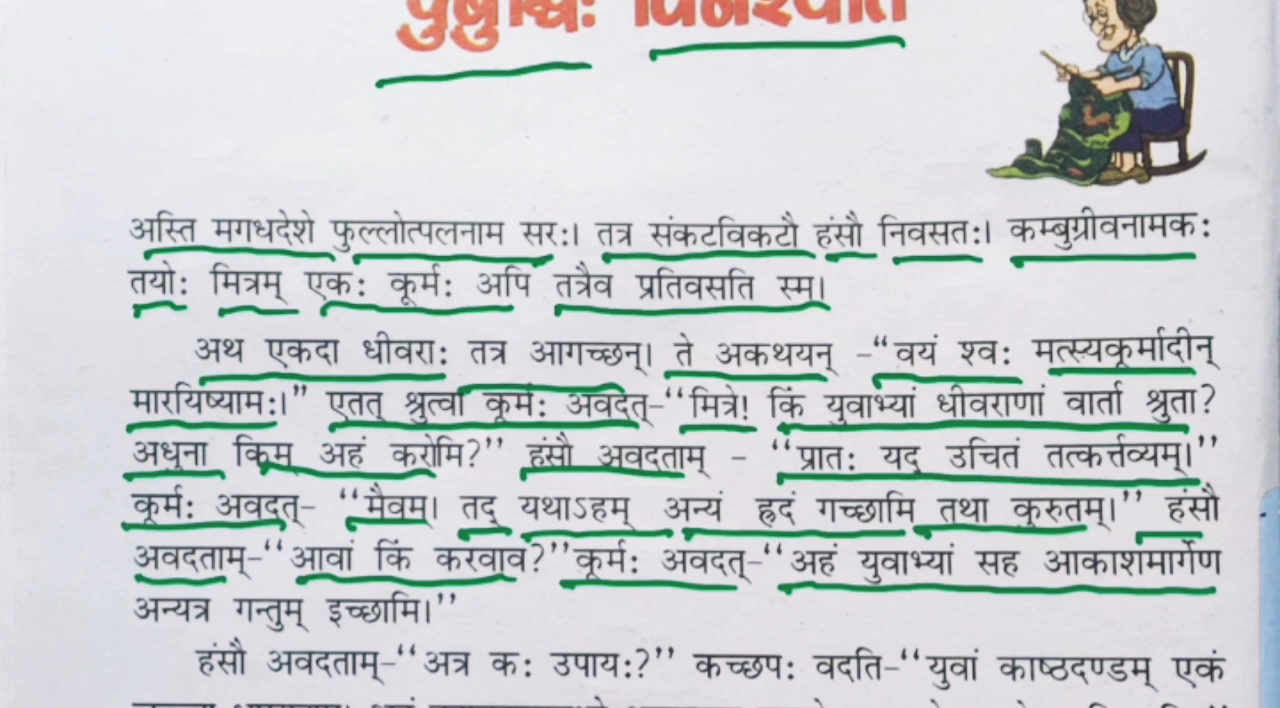 अस्ति मगधदेशे फुल्लोत्पलनाम सरः। तत्र संकटविकटौ हंसौ निवसतः। कम्बुग्रीवनामकः
तयोः मित्रम् एकः कूर्मः अपि तत्रैव प्रतिवसति स्म।
अथ एकदा धीवराः तत्र आगच्छन्। ते अकथयन् -“वयं श्वः मत्स्यकूर्मादीन्
मारयिष्यामः।” एतत् श्रुत्वा कूर्मः अवदत्-“मित्रे! किं युवाभ्यां धीवराणां वार्ता श्रुता?
अधुना किम् अहं करोमि?” हंसौ अवदताम् - “प्रातः यद् उचितं तत्कर्त्तव्यम्।”
कूर्मः अवदत्- “मैवम्। तद् यथाऽहम् अन्यं ह्रदं गच्छामि तथा कुरुतम्।” हंसौ
अवदताम्-“आवां किं करवाव?” कूर्मः अवदत्-“अहं युवाभ्यां सह आकाशमार्गेण
अन्यत्र गन्तुम् इच्छामि।”
हंसौ अवदताम्-“अत्र कः उपायः?” कच्छपः वदति-“युवां काष्ठदण्डम् एकं